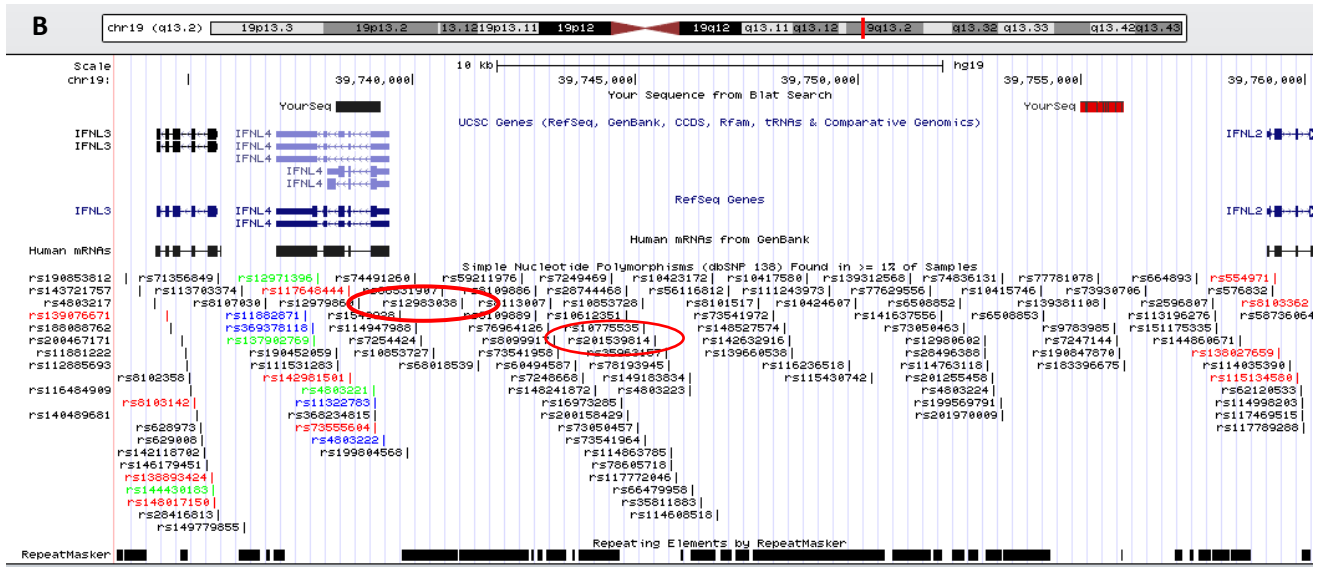 B
chr19 (q13.2) 19p13.3 19p13.2 13.1219p13.11 19p12 19q12 q13.11 q13.12 9q13.2 q13.32 q13.33 q13.42q13.43
Scale 10 kb hg19
chr19: 39,740,000 39,745,000 39,750,000 39,755,000 39,760,000
Your Sequence from Blat Search
YourSeq YourSeq
UCSC Genes (RefSeq, GenBank, CCDS, Rfam, tRNAs & Comparative Genomics)
IFNL3 IFNL4 IFNL2
IFNL3 IFNL4
IFNL4
IFNL4
IFNL4
RefSeq Genes
IFNL3 IFNL4 IFNL2
IFNL4
Human mRNAs from GenBank
Human mRNAs
Simple Nucleotide Polymorphisms (dbSNP 138) Found in >= 1% of Samples
rs190853812 rs71356849 rs12971396 rs74491260 rs59211976 rs7249469 rs10423172 rs10417580 rs139312568 rs74836131 rs77781078 rs664893 rs554971
rs143721757 rs113703374 rs117648444 rs8109886 rs28744468 rs56116812 rs111243973 rs77629556 rs10415746 rs73930706 rs576832
rs4803217 rs8107030 rs12983038 rs10853728 rs8101517 rs10424607 rs6508852 rs139381108 rs2596807 rs8103362
rs139076671 rs11882871 rs8109889 rs10612351 rs73541972 rs141637556 rs6508853 rs113196276 rs58736064
rs188088762 rs369378118 rs114947988 rs76964126 rs10775535 rs148527574 rs73050463 rs9783985 rs151175335
rs200467171 rs137902769 rs7254424 rs201539814 rs142632916 rs12980602 rs7247144 rs144860671
rs11881222 rs190452059 rs10853727 rs73541958 rs139660538 rs28496388 rs190847870 rs138027659
rs112885693 rs111531283 rs68018539 rs60494587 rs78193945 rs116236518 rs114763118 rs183396675 rs114035390
rs8102358 rs142981501 rs7248668 rs149183834 rs115430742 rs201255458 rs115134580
rs116484909 rs4803221 rs148241872 rs4803223 rs4803224 rs62120533
rs8103142 rs11322783 rs16973285 rs199569791 rs114998203
rs140489681 rs368234815 rs200158429 rs201970009 rs117469515
rs628973 rs73555604 rs73050457 rs117789288
rs629008 rs4803222 rs73541964
rs142118702 rs199804568 rs114863785
rs146179451 rs78605718
rs138893424 rs117772046
rs144430183 rs66479958
rs148017150 rs35811883
rs28416813 rs114608518
rs149779855
Repeating Elements by RepeatMasker
RepeatMasker